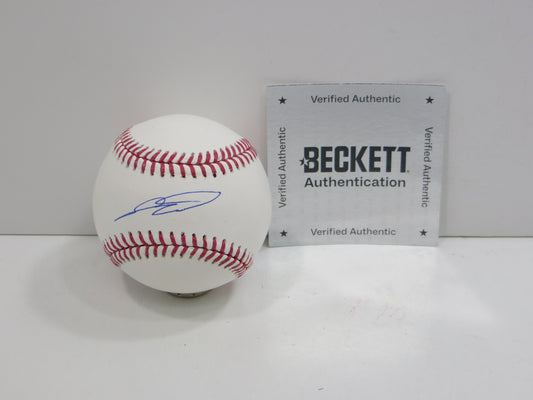 ★ Verified Authentic ★
Verified Authentic
BECKETT
Authentication
Verified Authentic
★ Verified Authentic ★